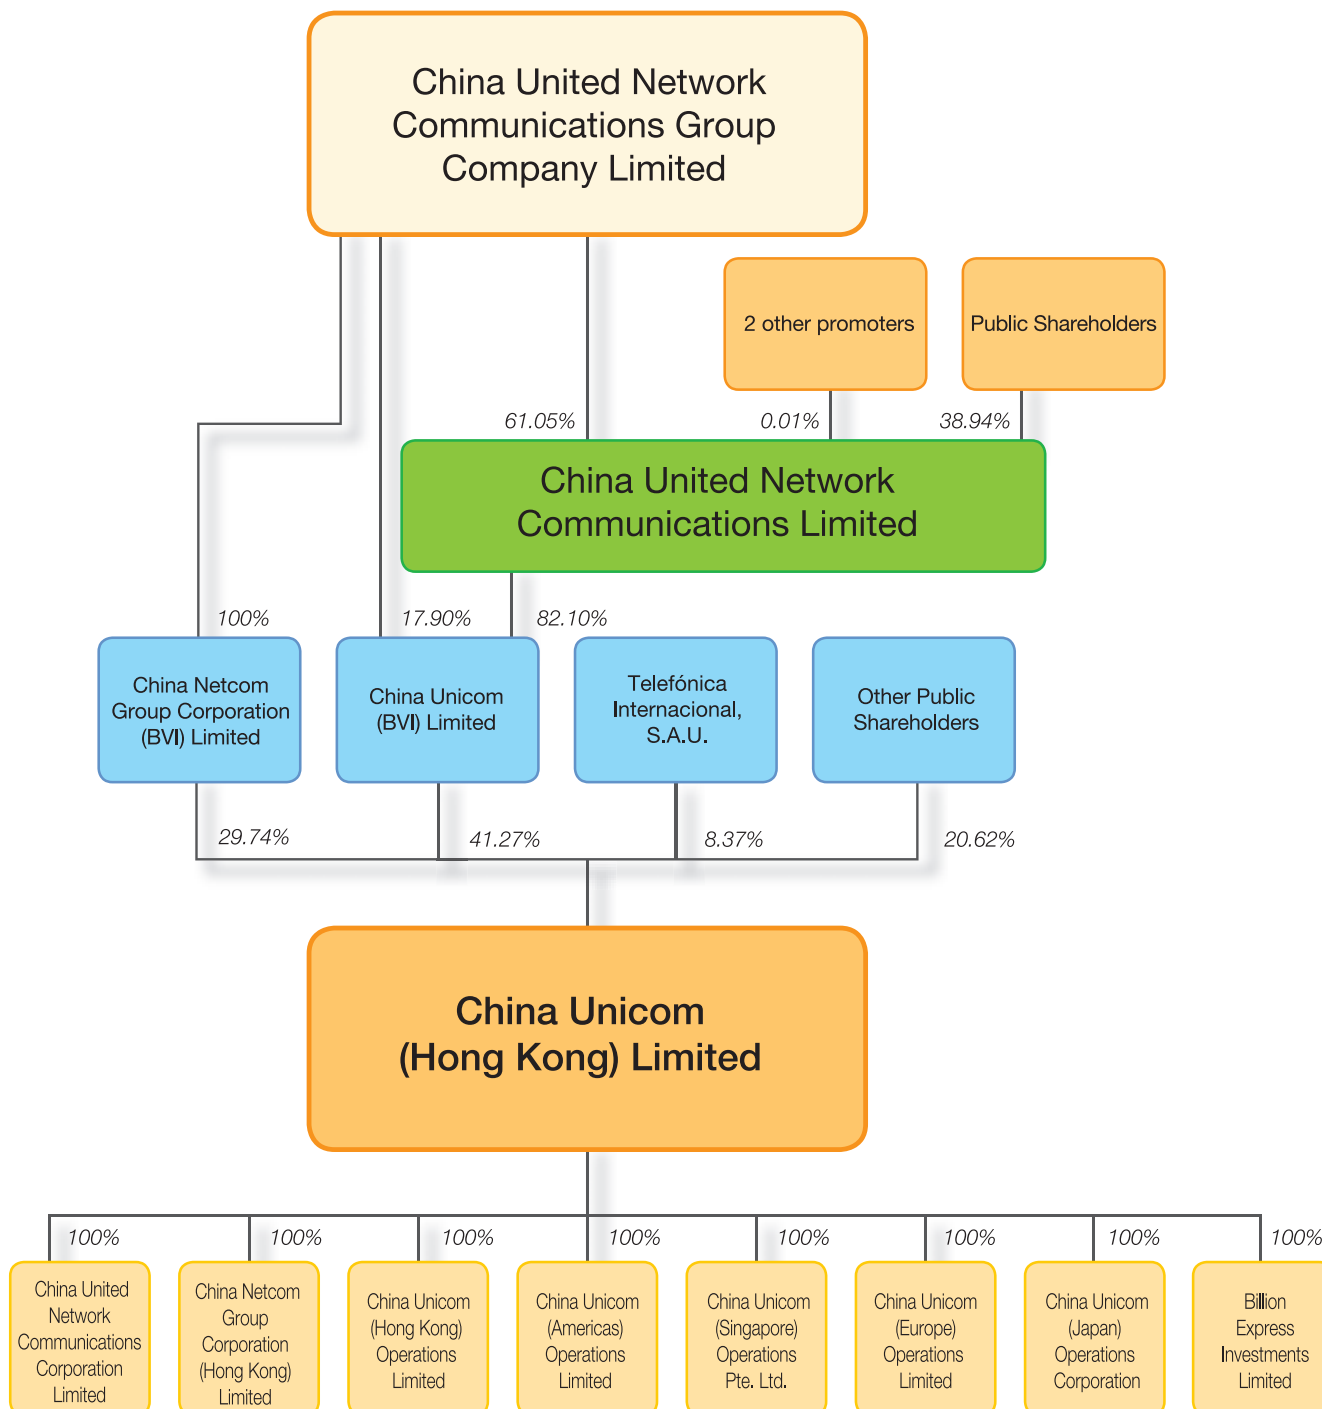 China United Network
Communications Group
Company Limited
2 other promoters
Public Shareholders
61.05%
0.01%
38.94%
China United Network
Communications Limited
100%
17.90%
82.10%
China Netcom
Group Corporation
(BVI) Limited
China Unicom
(BVI) Limited
Telefónica
Internacional,
S.A.U.
Other Public
Shareholders
29.74%
41.27%
8.37%
20.62%
China Unicom
(Hong Kong) Limited
100%
100%
100%
100%
100%
100%
100%
100%
China United
Network
Communications
Corporation
Limited
China Netcom
Group
Corporation
(Hong Kong)
Limited
China Unicom
(Hong Kong)
Operations
Limited
China Unicom
(Americas)
Operations
Limited
China Unicom
(Singapore)
Operations
Pte. Ltd.
China Unicom
(Europe)
Operations
Limited
China Unicom
(Japan)
Operations
Corporation
Billion
Express
Investments
Limited